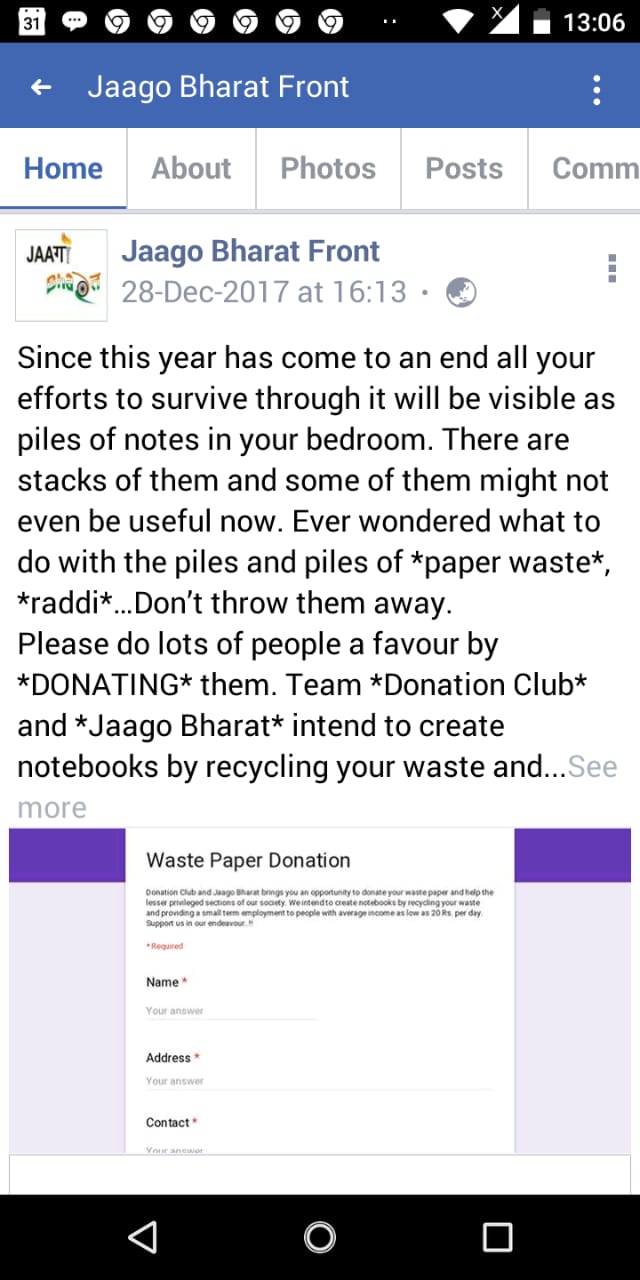 31
13:06
Jaago Bharat Front
Home
About
Photos
Posts
Comm
Jaago Bharat Front
28-Dec-2017 at 16:13 ·
Since this year has come to an end all your
efforts to survive through it will be visible as
piles of notes in your bedroom. There are
stacks of them and some of them might not
even be useful now. Ever wondered what to
do with the piles and piles of *paper waste*,
*raddi*…Don’t throw them away.
Please do lots of people a favour by
*DONATING* them. Team *Donation Club*
and *Jaago Bharat* intend to create
notebooks by recycling your waste and...See
more
Waste Paper Donation
Donation Club and Jaago Bharat brings you an opportunity to donate your waste paper and help the
lesser privileged sections of our society. We intend to create notebooks by recycling your waste
and providing a small term employment to people with average income as low as 20 Rs. per day.
Support us in our endeavour..!!
* Required
Name *
Your answer
Address *
Your answer
Contact *
Your answer